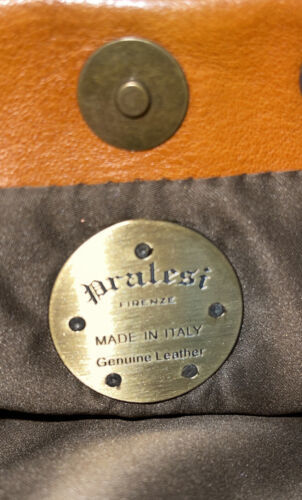 Pratesi
FIRENZE
MADE IN ITALY
Genuine Leather